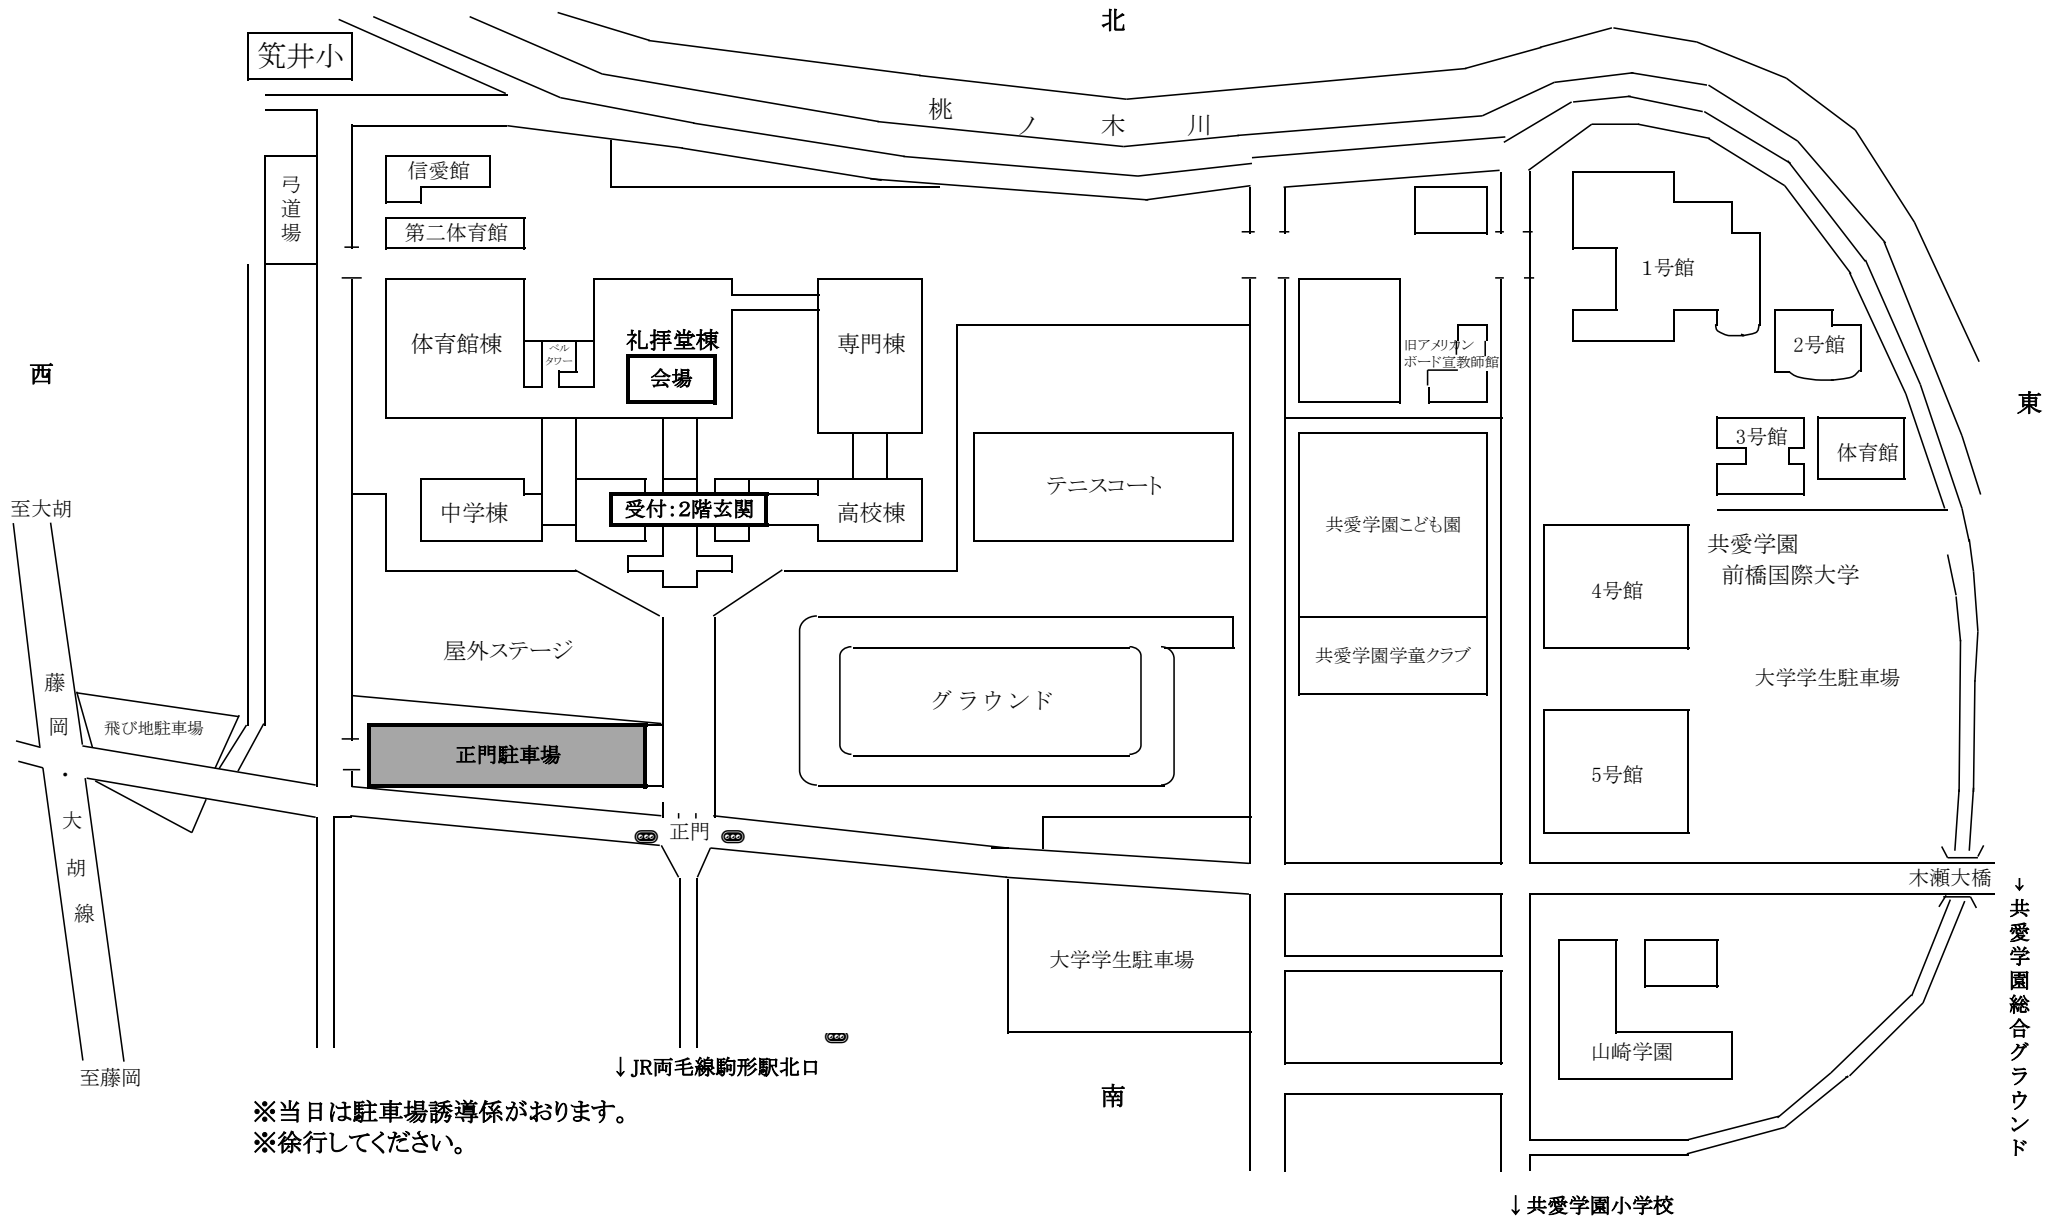 北
笂井小
桃ノ木川
信愛館
弓道場
第二体育館
1号館
体育館棟
ベル
タワー
礼拝堂棟
会場
専門棟
旧アメリカン
ボード宣教師館
2号館
西
東
3号館
体育館
至大胡
中学棟
受付：2階玄関
高校棟
テニスコート
共愛学園こども園
共愛学園
前橋国際大学
4号館
屋外ステージ
共愛学園学童クラブ
大学学生駐車場
藤岡・大胡線
飛び地駐車場
グラウンド
正門駐車場
5号館
正門
木瀬大橋
↓共愛学園総合グラウンド
大学学生駐車場
山崎学園
↓JR両毛線駒形駅北口
至藤岡
南
※当日は駐車場誘導係がおります。
※徐行してください。
↓共愛学園小学校